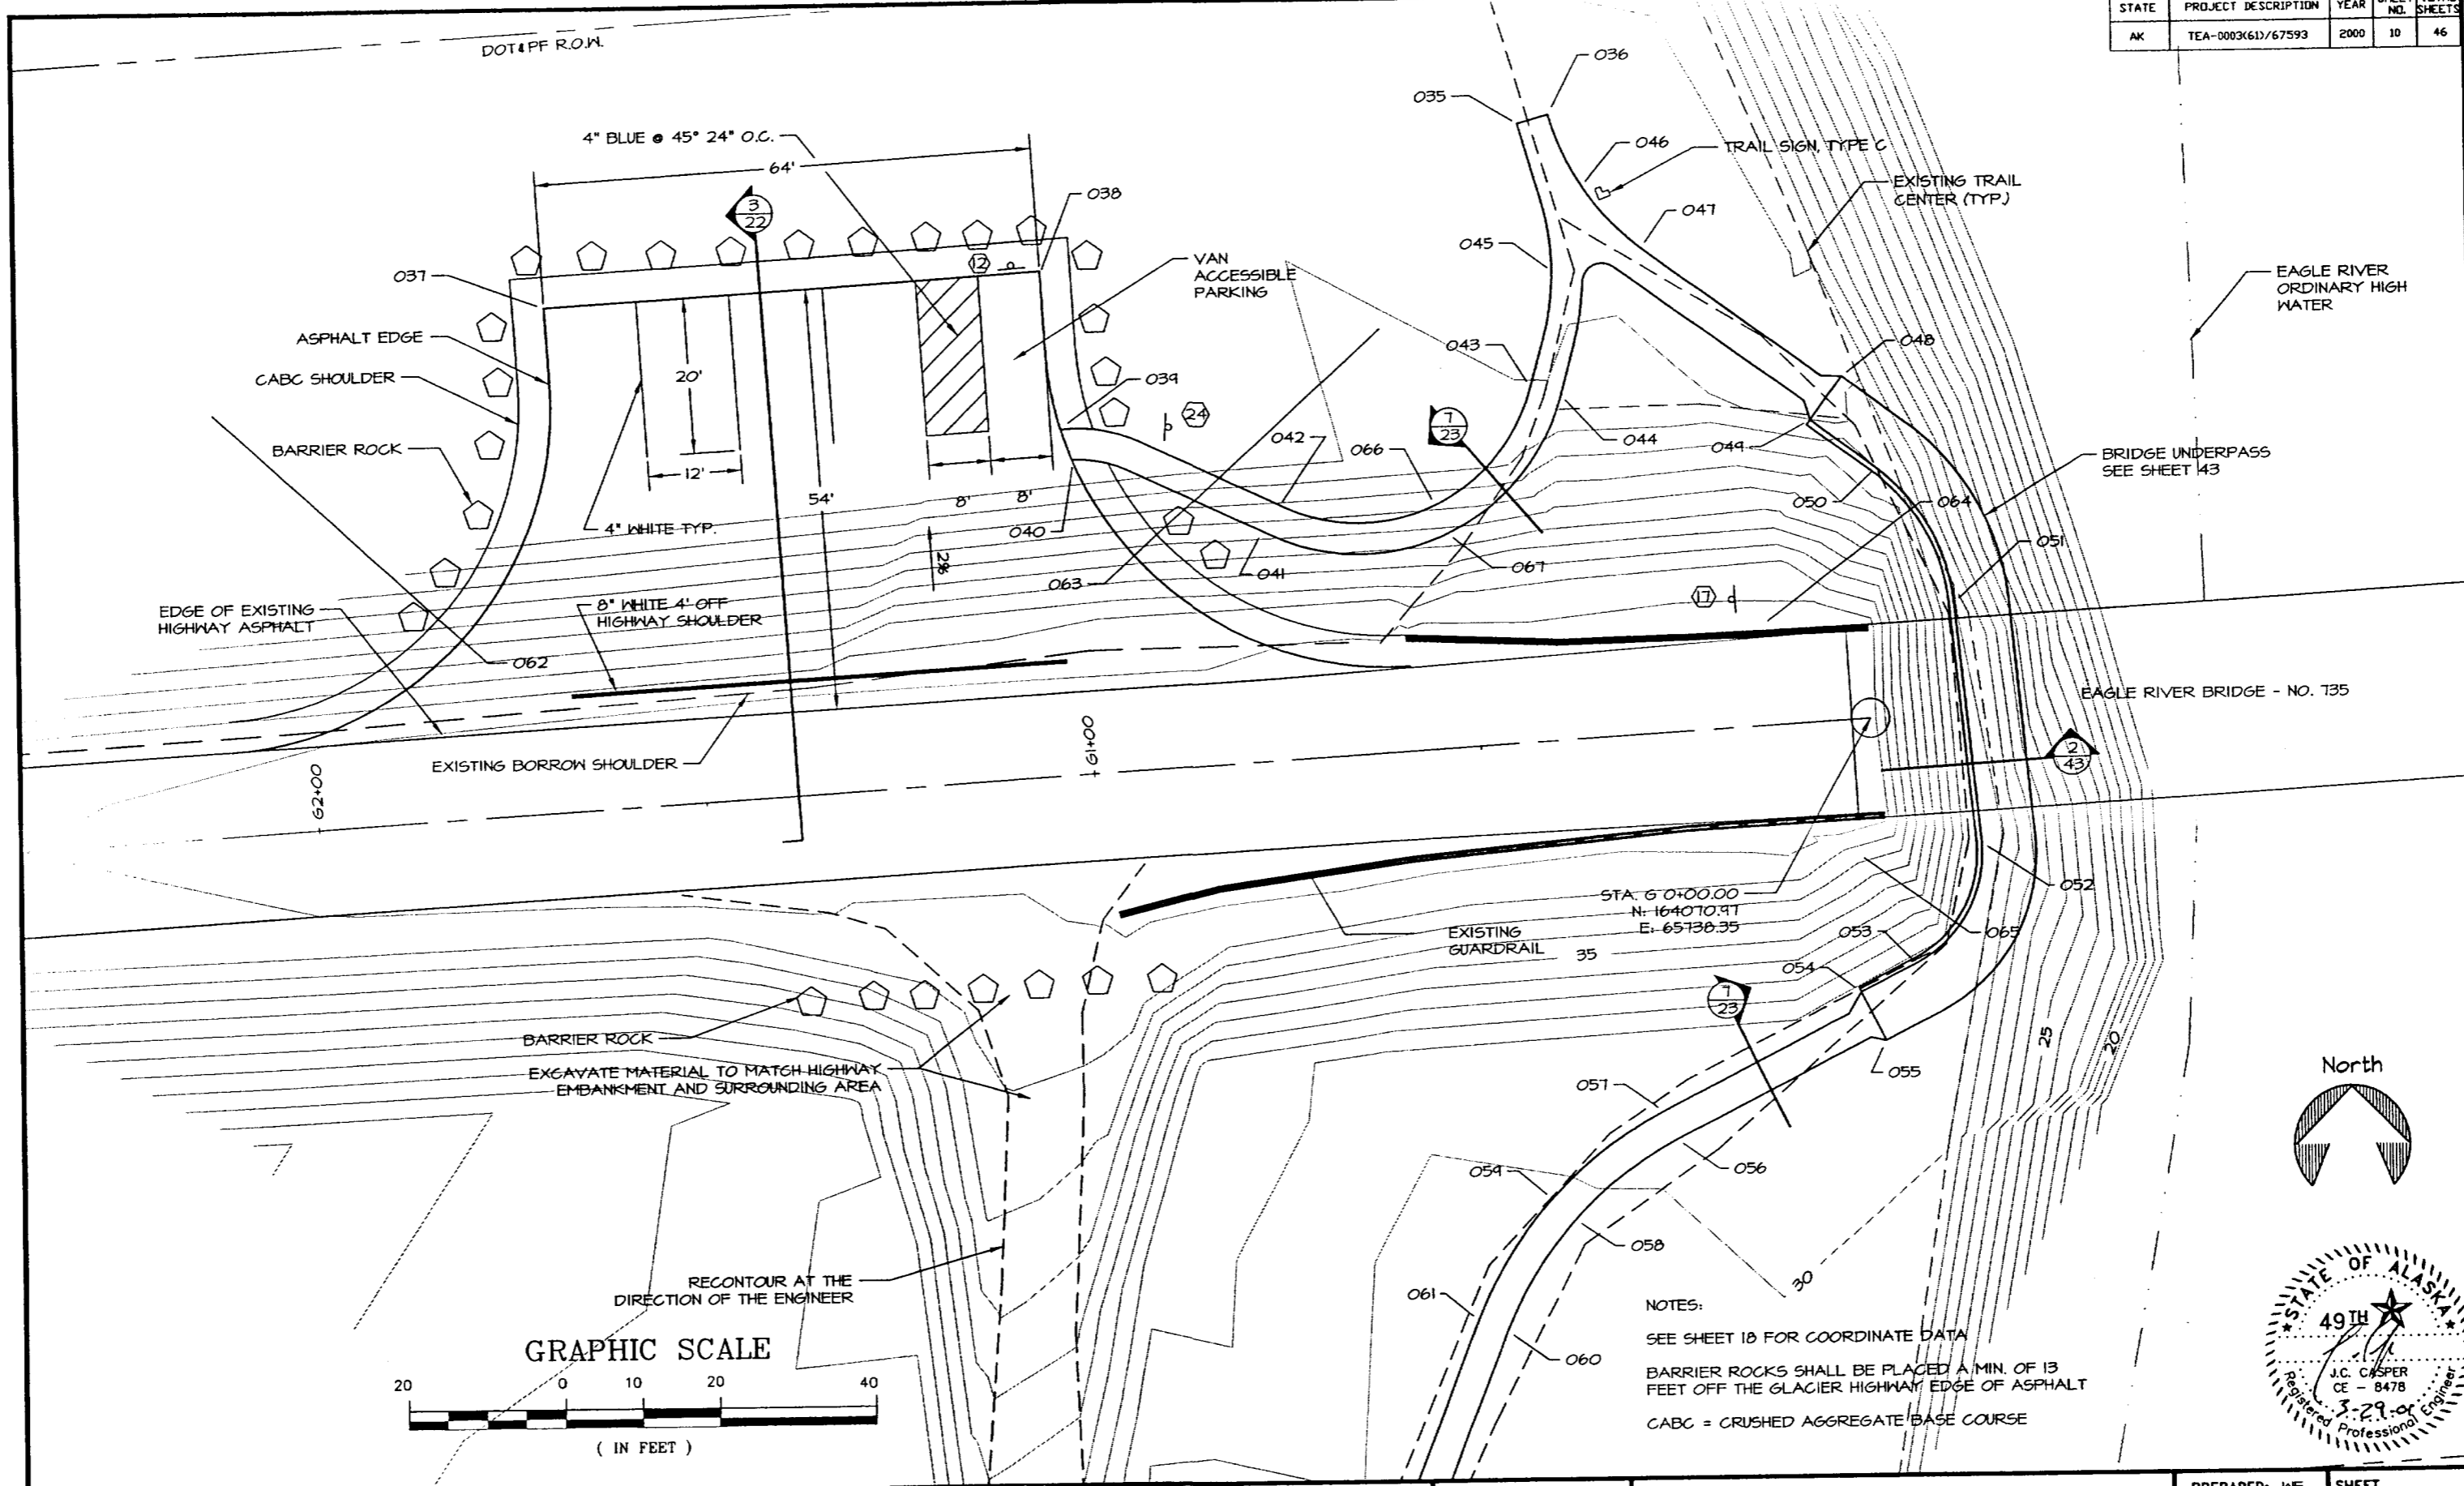 STATE PROJECT DESCRIPTION YEAR NO. SHEETS
AK TEA-0003(61)/67593 2000 10 46
DOT&PF R.O.W.
036
035
4" BLUE @ 45° 24" O.C.
64'
046
TRAIL SIGN, TYPE C
EXISTING TRAIL
CENTER (TYP.)
3
22
038
047
045
12
037
VAN
ACCESSIBLE
PARKING
EAGLE RIVER
ORDINARY HIGH
WATER
ASPHALT EDGE
CABC SHOULDER
20'
039
043
048
24
7
23
BARRIER ROCK
12'
042
066
044
049
BRIDGE UNDERPASS
SEE SHEET 43
54'
8'
8'
050
064
4" WHITE TYP.
040
2%
063
041
067
051
EDGE OF EXISTING
HIGHWAY ASPHALT
8" WHITE 4' OFF
HIGHWAY SHOULDER
17
062
EAGLE RIVER BRIDGE - NO. 735
G1+00
EXISTING BORROW SHOULDER
G2+00
2
43
STA. G 0+00.00
N: 164070.97
E: 65738.35
052
EXISTING
GUARDRAIL
35
053
065
054
7
23
BARRIER ROCK
EXCAVATE MATERIAL TO MATCH HIGHWAY
EMBANKMENT AND SURROUNDING AREA
25
20
055
057
North
059
056
058
30
RECONTOUR AT THE
DIRECTION OF THE ENGINEER
061
060
NOTES:
SEE SHEET 18 FOR COORDINATE DATA
BARRIER ROCKS SHALL BE PLACED A MIN. OF 13
FEET OFF THE GLACIER HIGHWAY EDGE OF ASPHALT
CABC = CRUSHED AGGREGATE BASE COURSE
GRAPHIC SCALE
20 0 10 20 40
( IN FEET )
STATE OF ALASKA
49TH
J.C. CASPER
CE - 8478
Registered Professional Engineer
SHEET